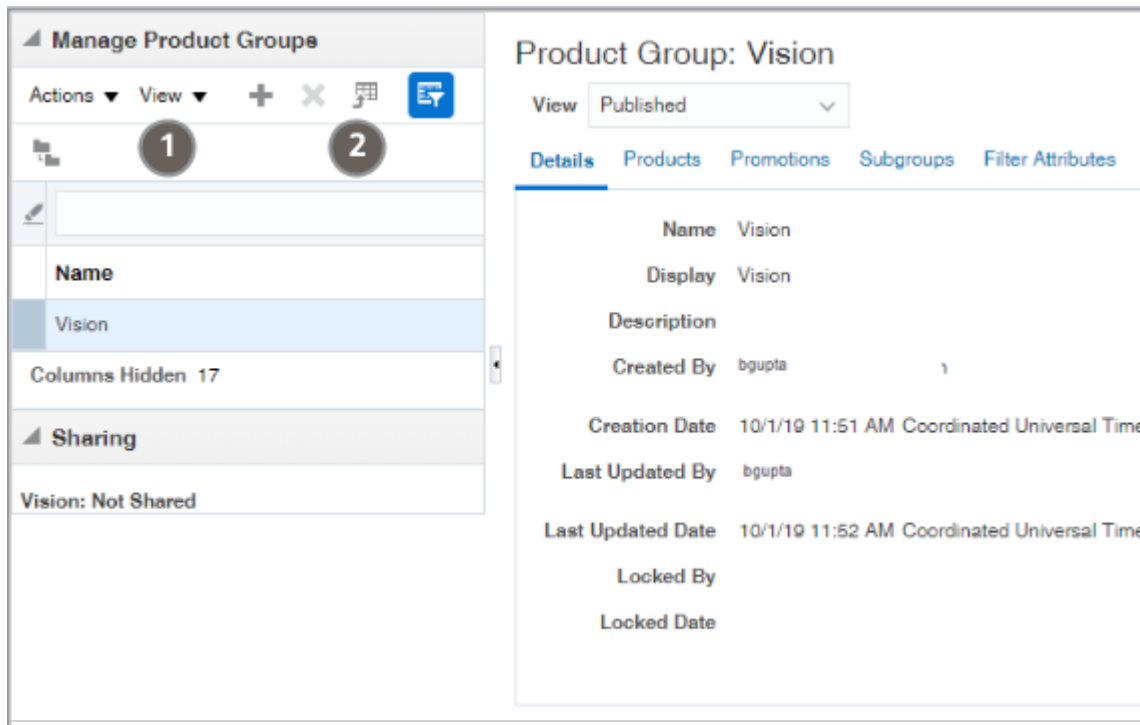 Manage Product Groups
Actions View
1 2
Name
Vision
Columns Hidden 17
Sharing
Vision: Not Shared
Product Group: Vision
View Published
Details Products Promotions Subgroups Filter Attributes
Name Vision
Display Vision
Description
Created By bgupta
Creation Date 10/1/19 11:51 AM Coordinated Universal Time
Last Updated By bgupta
Last Updated Date 10/1/19 11:52 AM Coordinated Universal Time
Locked By
Locked Date